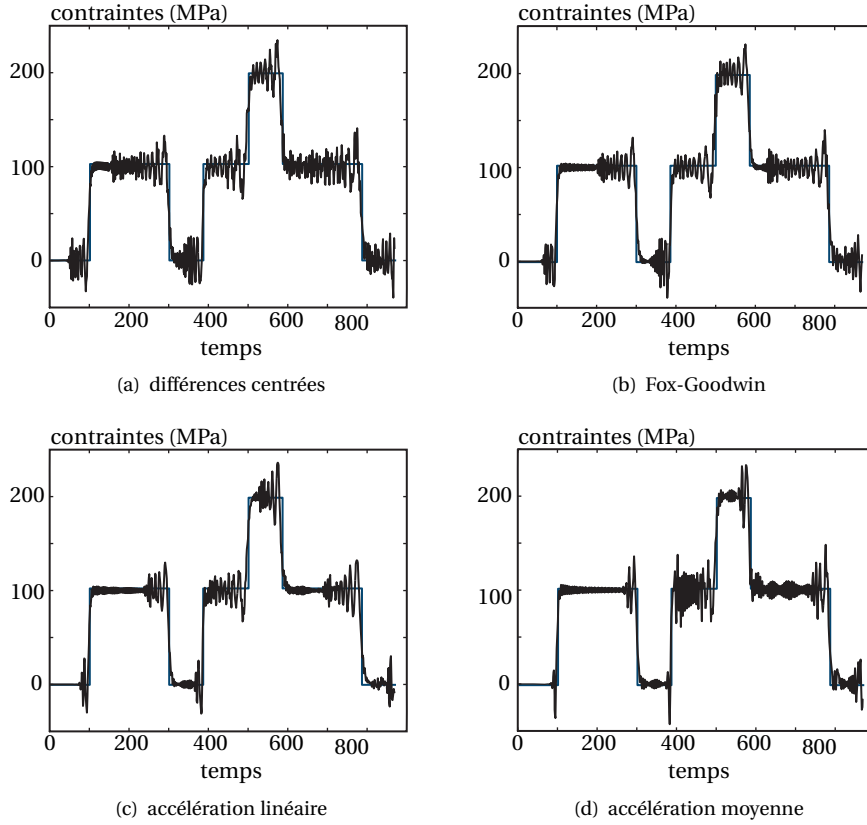 contraintes (MPa)
200
100
0
0 200 400 600 800
temps
(a) différences centrées
contraintes (MPa)
200
100
0
0 200 400 600 800
temps
(b) Fox-Goodwin
contraintes (MPa)
200
100
0
0 200 400 600 800
temps
(c) accélération linéaire
contraintes (MPa)
200
100
0
0 200 400 600 800
temps
(d) accélération moyenne